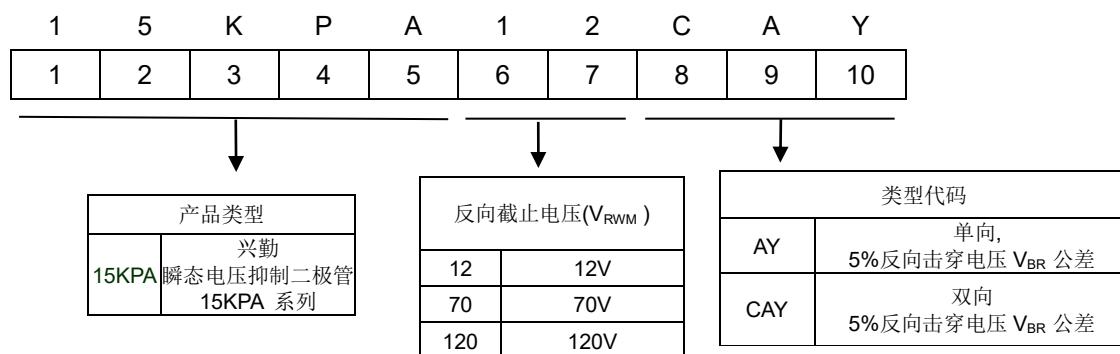 1 5 K P A 1 2 C A Y
1 2 3 4 5 6 7 8 9 10
产品类型
15KPA
兴勤
瞬态电压抑制二极管
15KPA 系列
反向截止电压(VRWM )
12 12V
70 70V
120 120V
类型代码
AY
单向,
5%反向击穿电压 VBR 公差
CAY
双向
5%反向击穿电压 VBR 公差